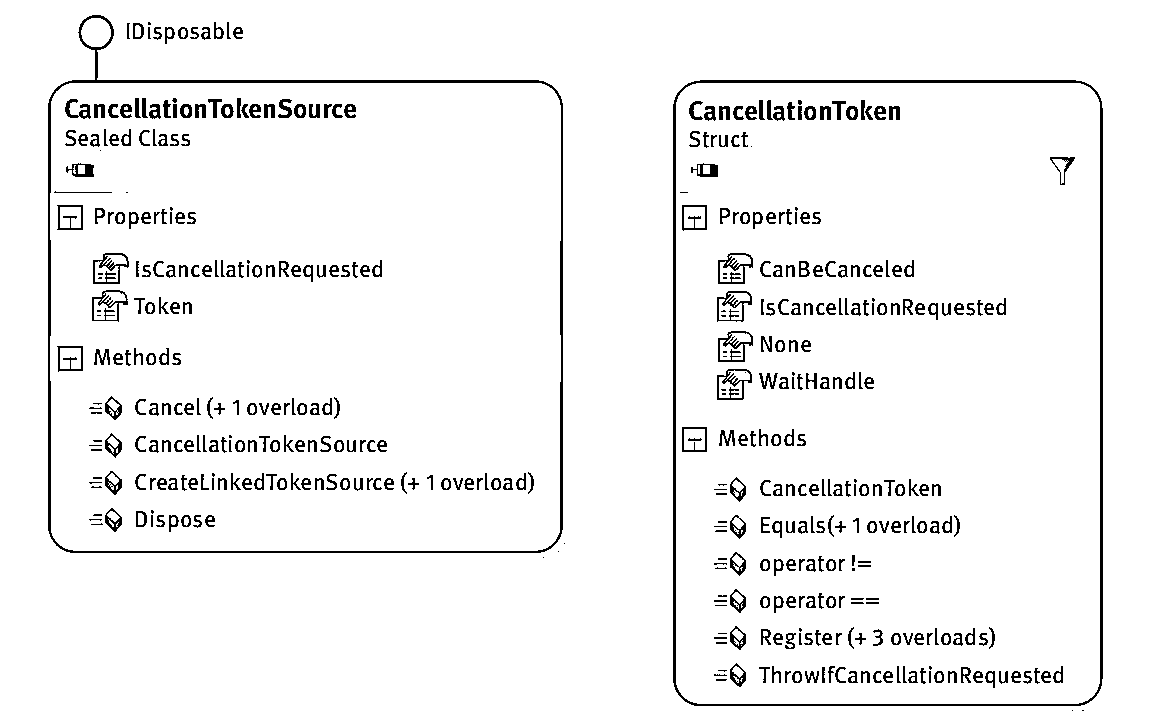 IDisposable
CancellationTokenSource
Sealed Class
Properties
IsCancellationRequested
Token
Methods
Cancel (+ 1 overload)
CancellationTokenSource
CreateLinkedTokenSource (+ 1 overload)
Dispose
CancellationToken
Struct
Properties
CanBeCanceled
IsCancellationRequested
None
WaitHandle
Methods
CancellationToken
Equals(+ 1 overload)
operator !=
operator ==
Register (+ 3 overloads)
ThrowIfCancellationRequested